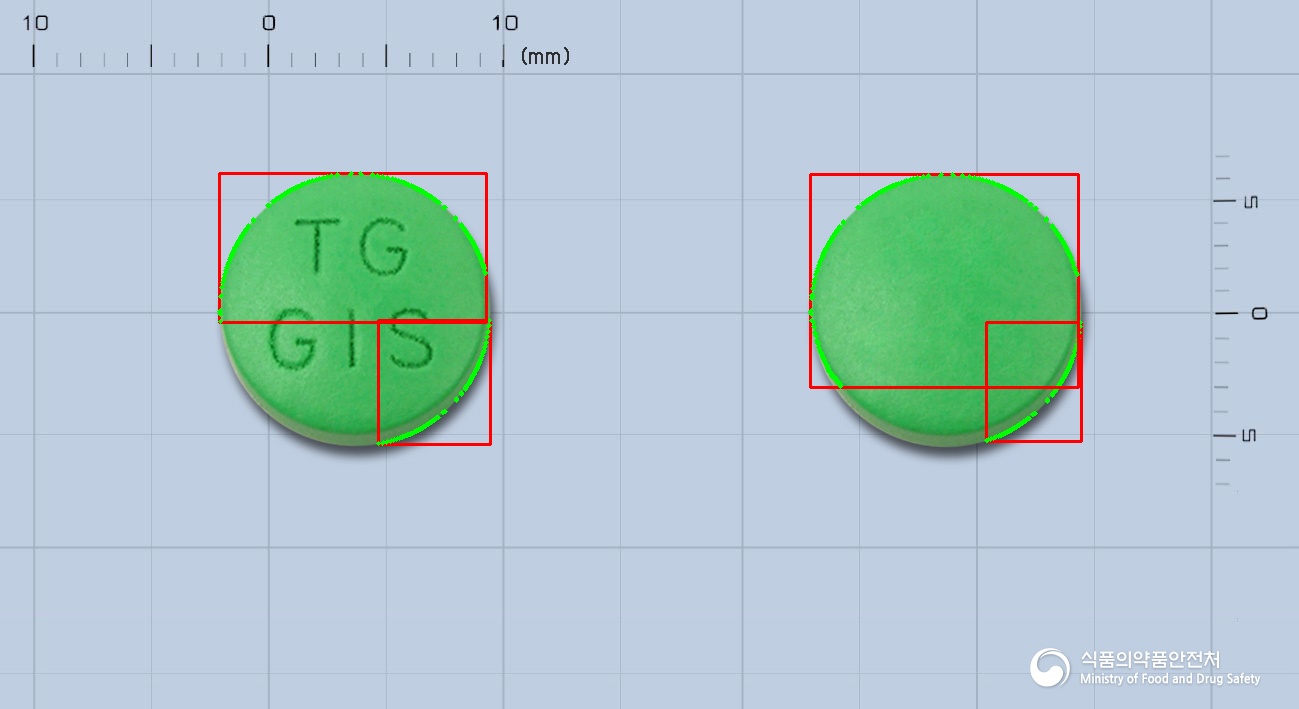 10 0 10
(mm)
TG
GIS
5
0
5
식품의약품안전처
Ministry of Food and Drug Safety